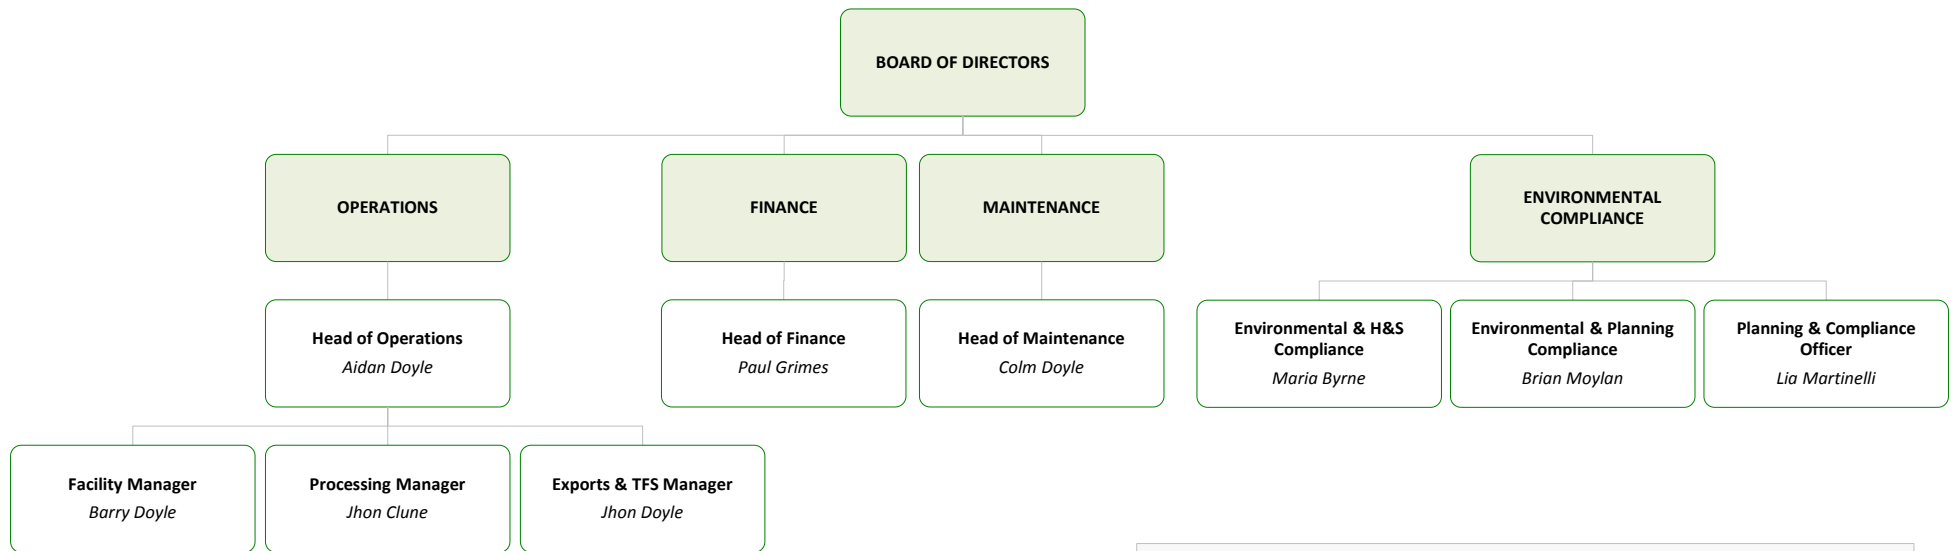 BOARD OF DIRECTORS
OPERATIONS
FINANCE
MAINTENANCE
ENVIRONMENTAL
COMPLIANCE
Head of Operations
Aidan Doyle
Head of Finance
Paul Grimes
Head of Maintenance
Colm Doyle
Environmental & H&S
Compliance
Maria Byrne
Environmental & Planning
Compliance
Brian Moylan
Planning & Compliance
Officer
Lia Martinelli
Facility Manager
Barry Doyle
Processing Manager
Jhon Clune
Exports & TFS Manager
Jhon Doyle